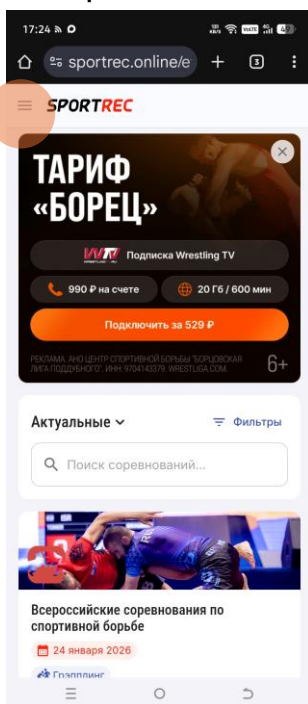 17:24
sportrec.online/e
3
SPORTREC
ТАРИФ
«БОРЕЦ»
Подписка Wrestling TV
990 ₽ на счете
20 Гб / 600 мин
Подключить за 529 ₽
РЕКЛАМА. АНО ЦЕНТР СПОРТИВНОЙ БОРЬБЫ "БОРЦОВСКАЯ
ЛИГА ПОДДУБНОГО". ИНН: 9704143379. WRESTLIGA.COM.
6+
Актуальные
Фильтры
Поиск соревнований...
Всероссийские соревнования по
спортивной борьбе
24 января 2026
Грэпплинг